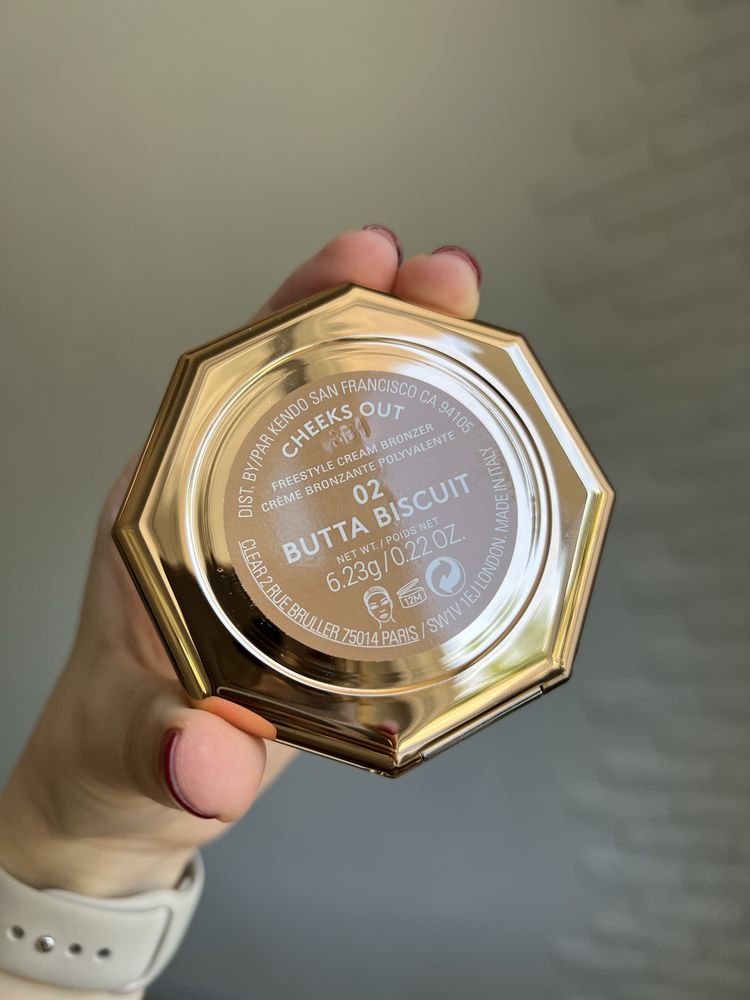 DIST. BY/PAR KENDO SAN FRANCISCO CA 94105
CHEEKS OUT
FREESTYLE CREAM BRONZER
CRÈME BRONZANTE POLYVALENTE
02
BUTTA BISCUIT
NET WT./POIDS NET
6.23g/0.22 OZ.
12M
CLEAR 2 RUE BRULLER 75014 PARIS / SW1V 1EJ LONDON. MADE IN ITALY